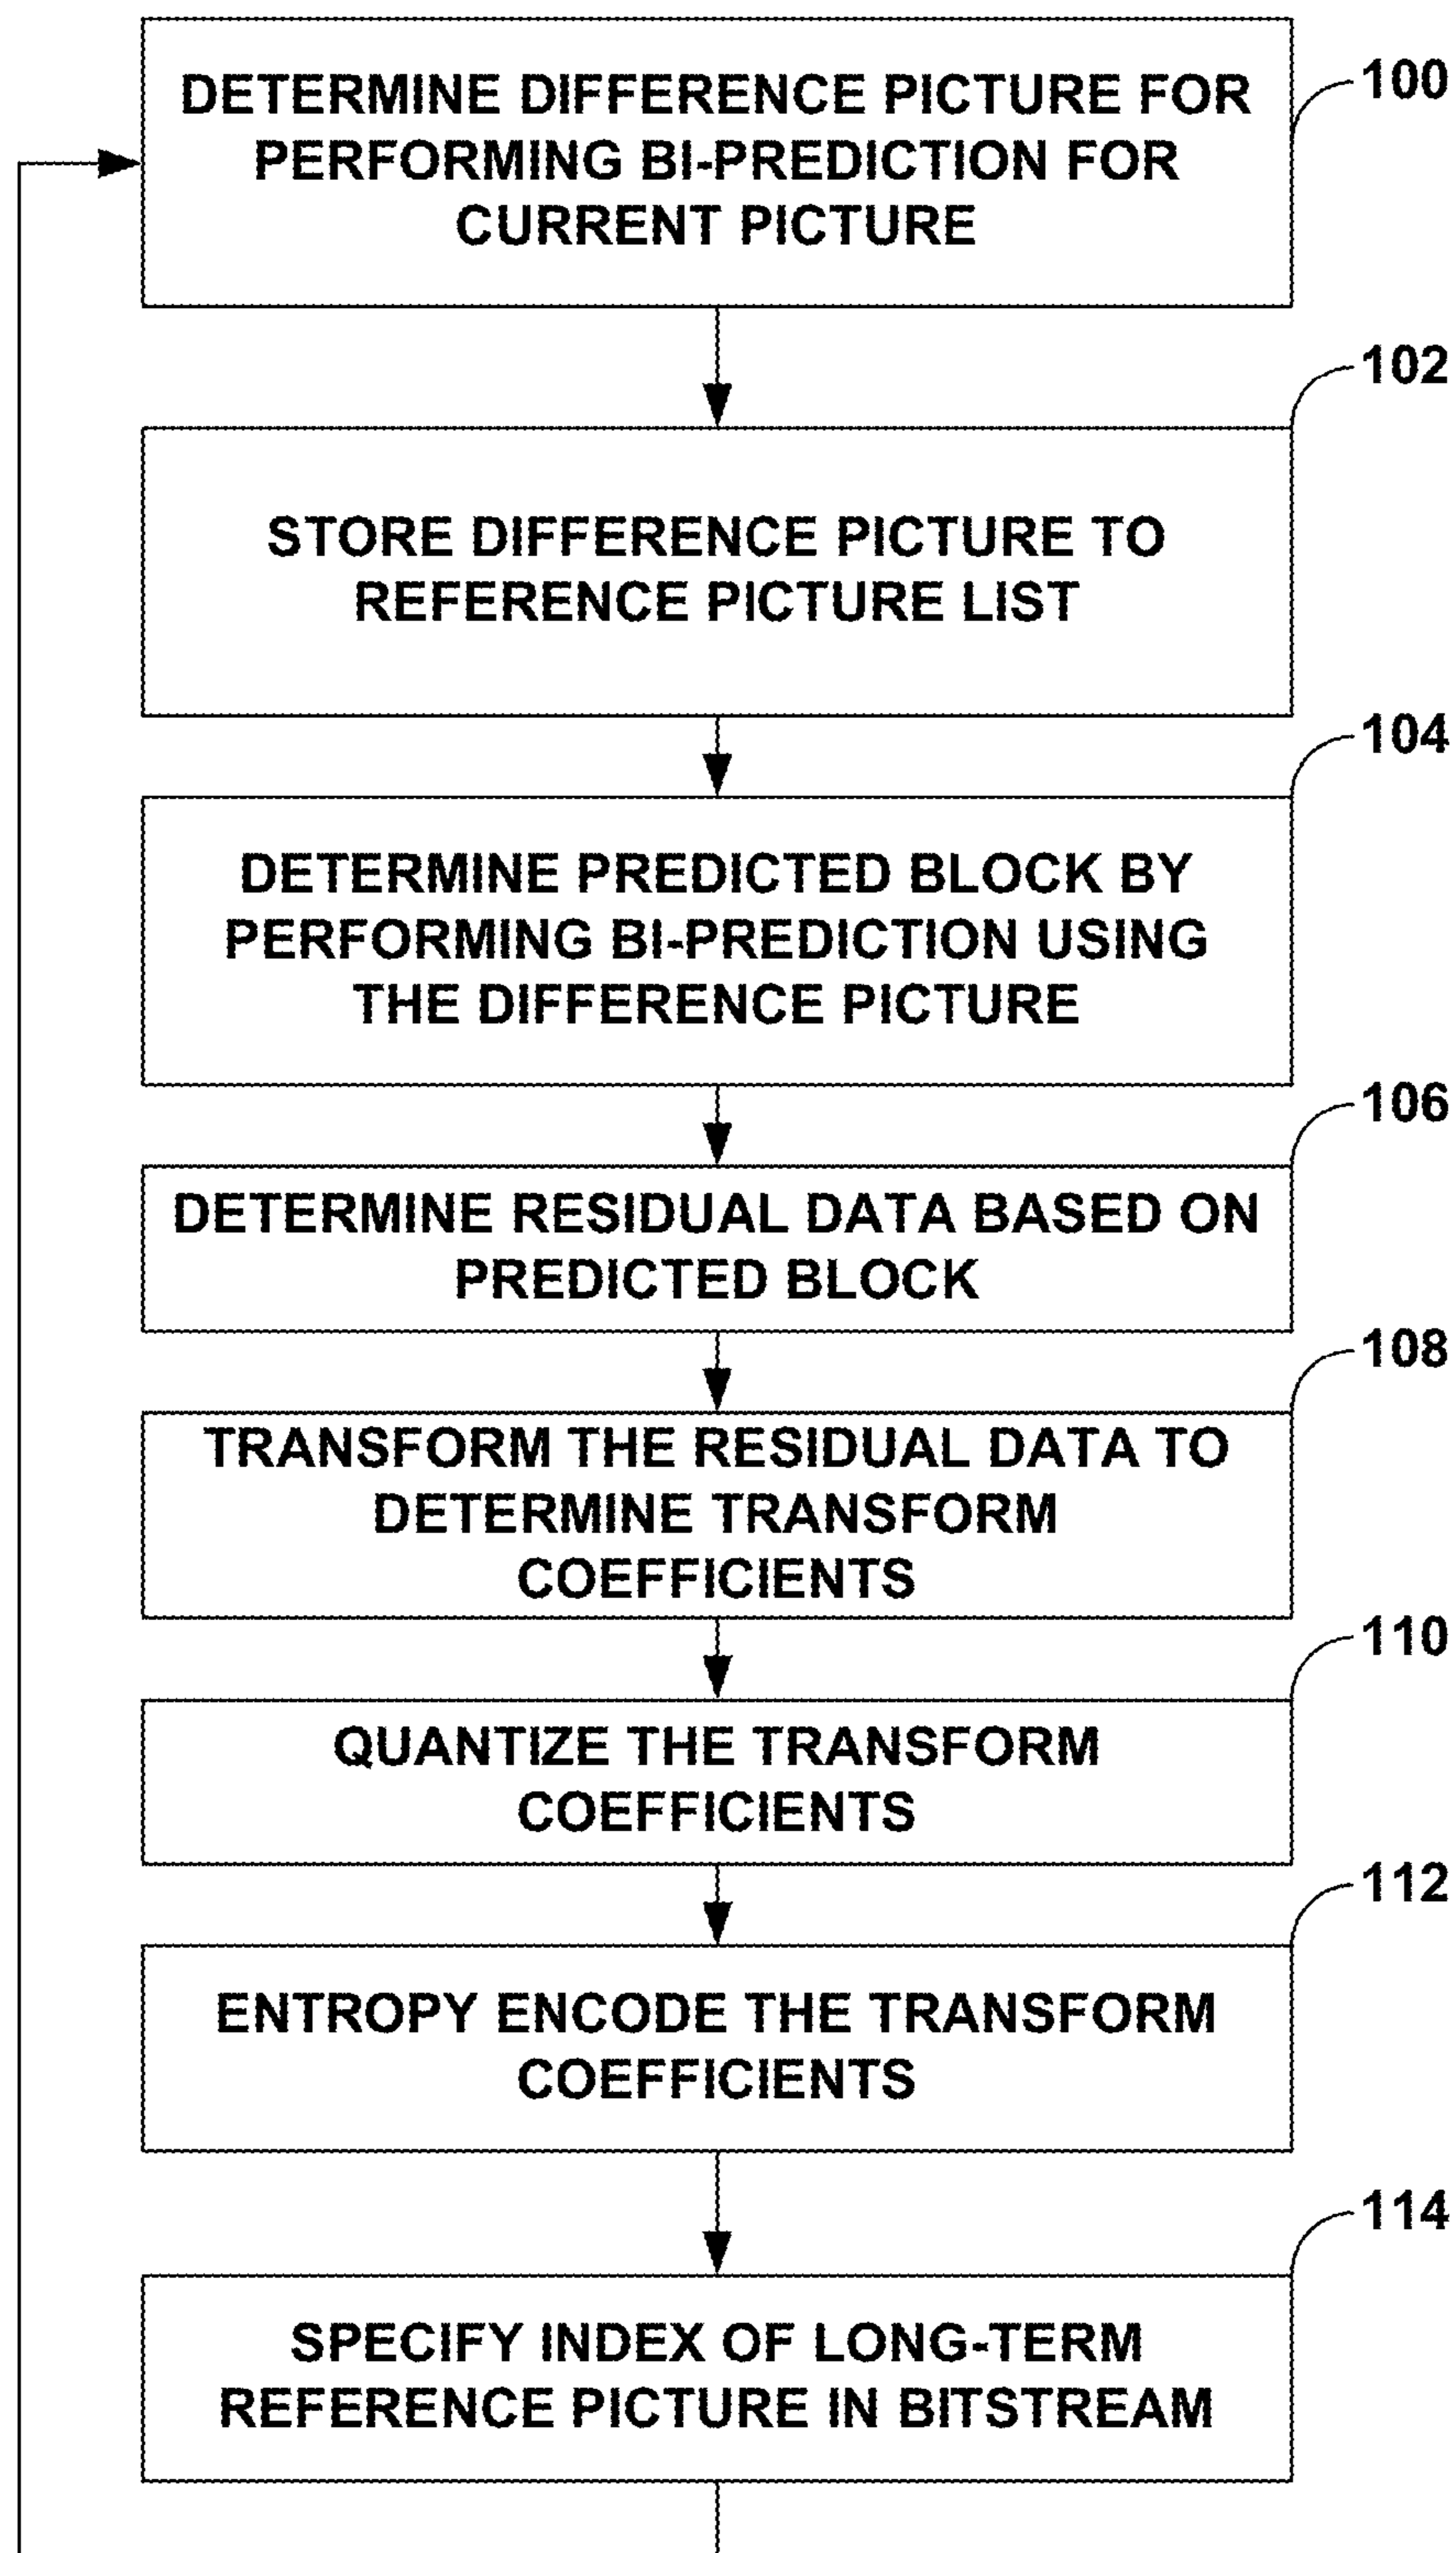 DETERMINE DIFFERENCE PICTURE FOR
PERFORMING BI-PREDICTION FOR
CURRENT PICTURE
100
STORE DIFFERENCE PICTURE TO
REFERENCE PICTURE LIST
102
DETERMINE PREDICTED BLOCK BY
PERFORMING BI-PREDICTION USING
THE DIFFERENCE PICTURE
104
DETERMINE RESIDUAL DATA BASED ON
PREDICTED BLOCK
106
TRANSFORM THE RESIDUAL DATA TO
DETERMINE TRANSFORM
COEFFICIENTS
108
QUANTIZE THE TRANSFORM
COEFFICIENTS
110
ENTROPY ENCODE THE TRANSFORM
COEFFICIENTS
112
SPECIFY INDEX OF LONG-TERM
REFERENCE PICTURE IN BITSTREAM
114